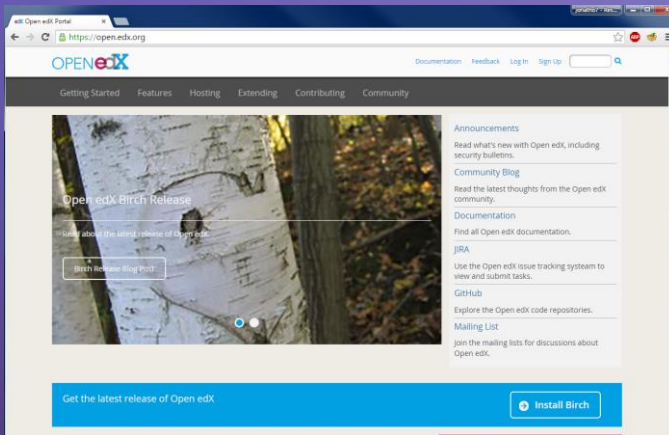 Open edX Portal
https://open.edx.org
OPEN edX
Documentation Feedback Log In Sign Up
Getting Started Features Hosting Extending Contributing Community
Open edX Birch Release
Read about the latest release of Open edX.
Birch Release Blog Post
Announcements
Read what's new with Open edX, including
security bulletins.
Community Blog
Read the latest thoughts from the Open edX
community.
Documentation
Find all Open edX documentation.
JIRA
Use the Open edX issue tracking systeam to
view and submit tasks.
GitHub
Explore the Open edX code repositories.
Mailing List
Join the mailing lists for discussions about
Open edX.
Get the latest release of Open edX
Install Birch